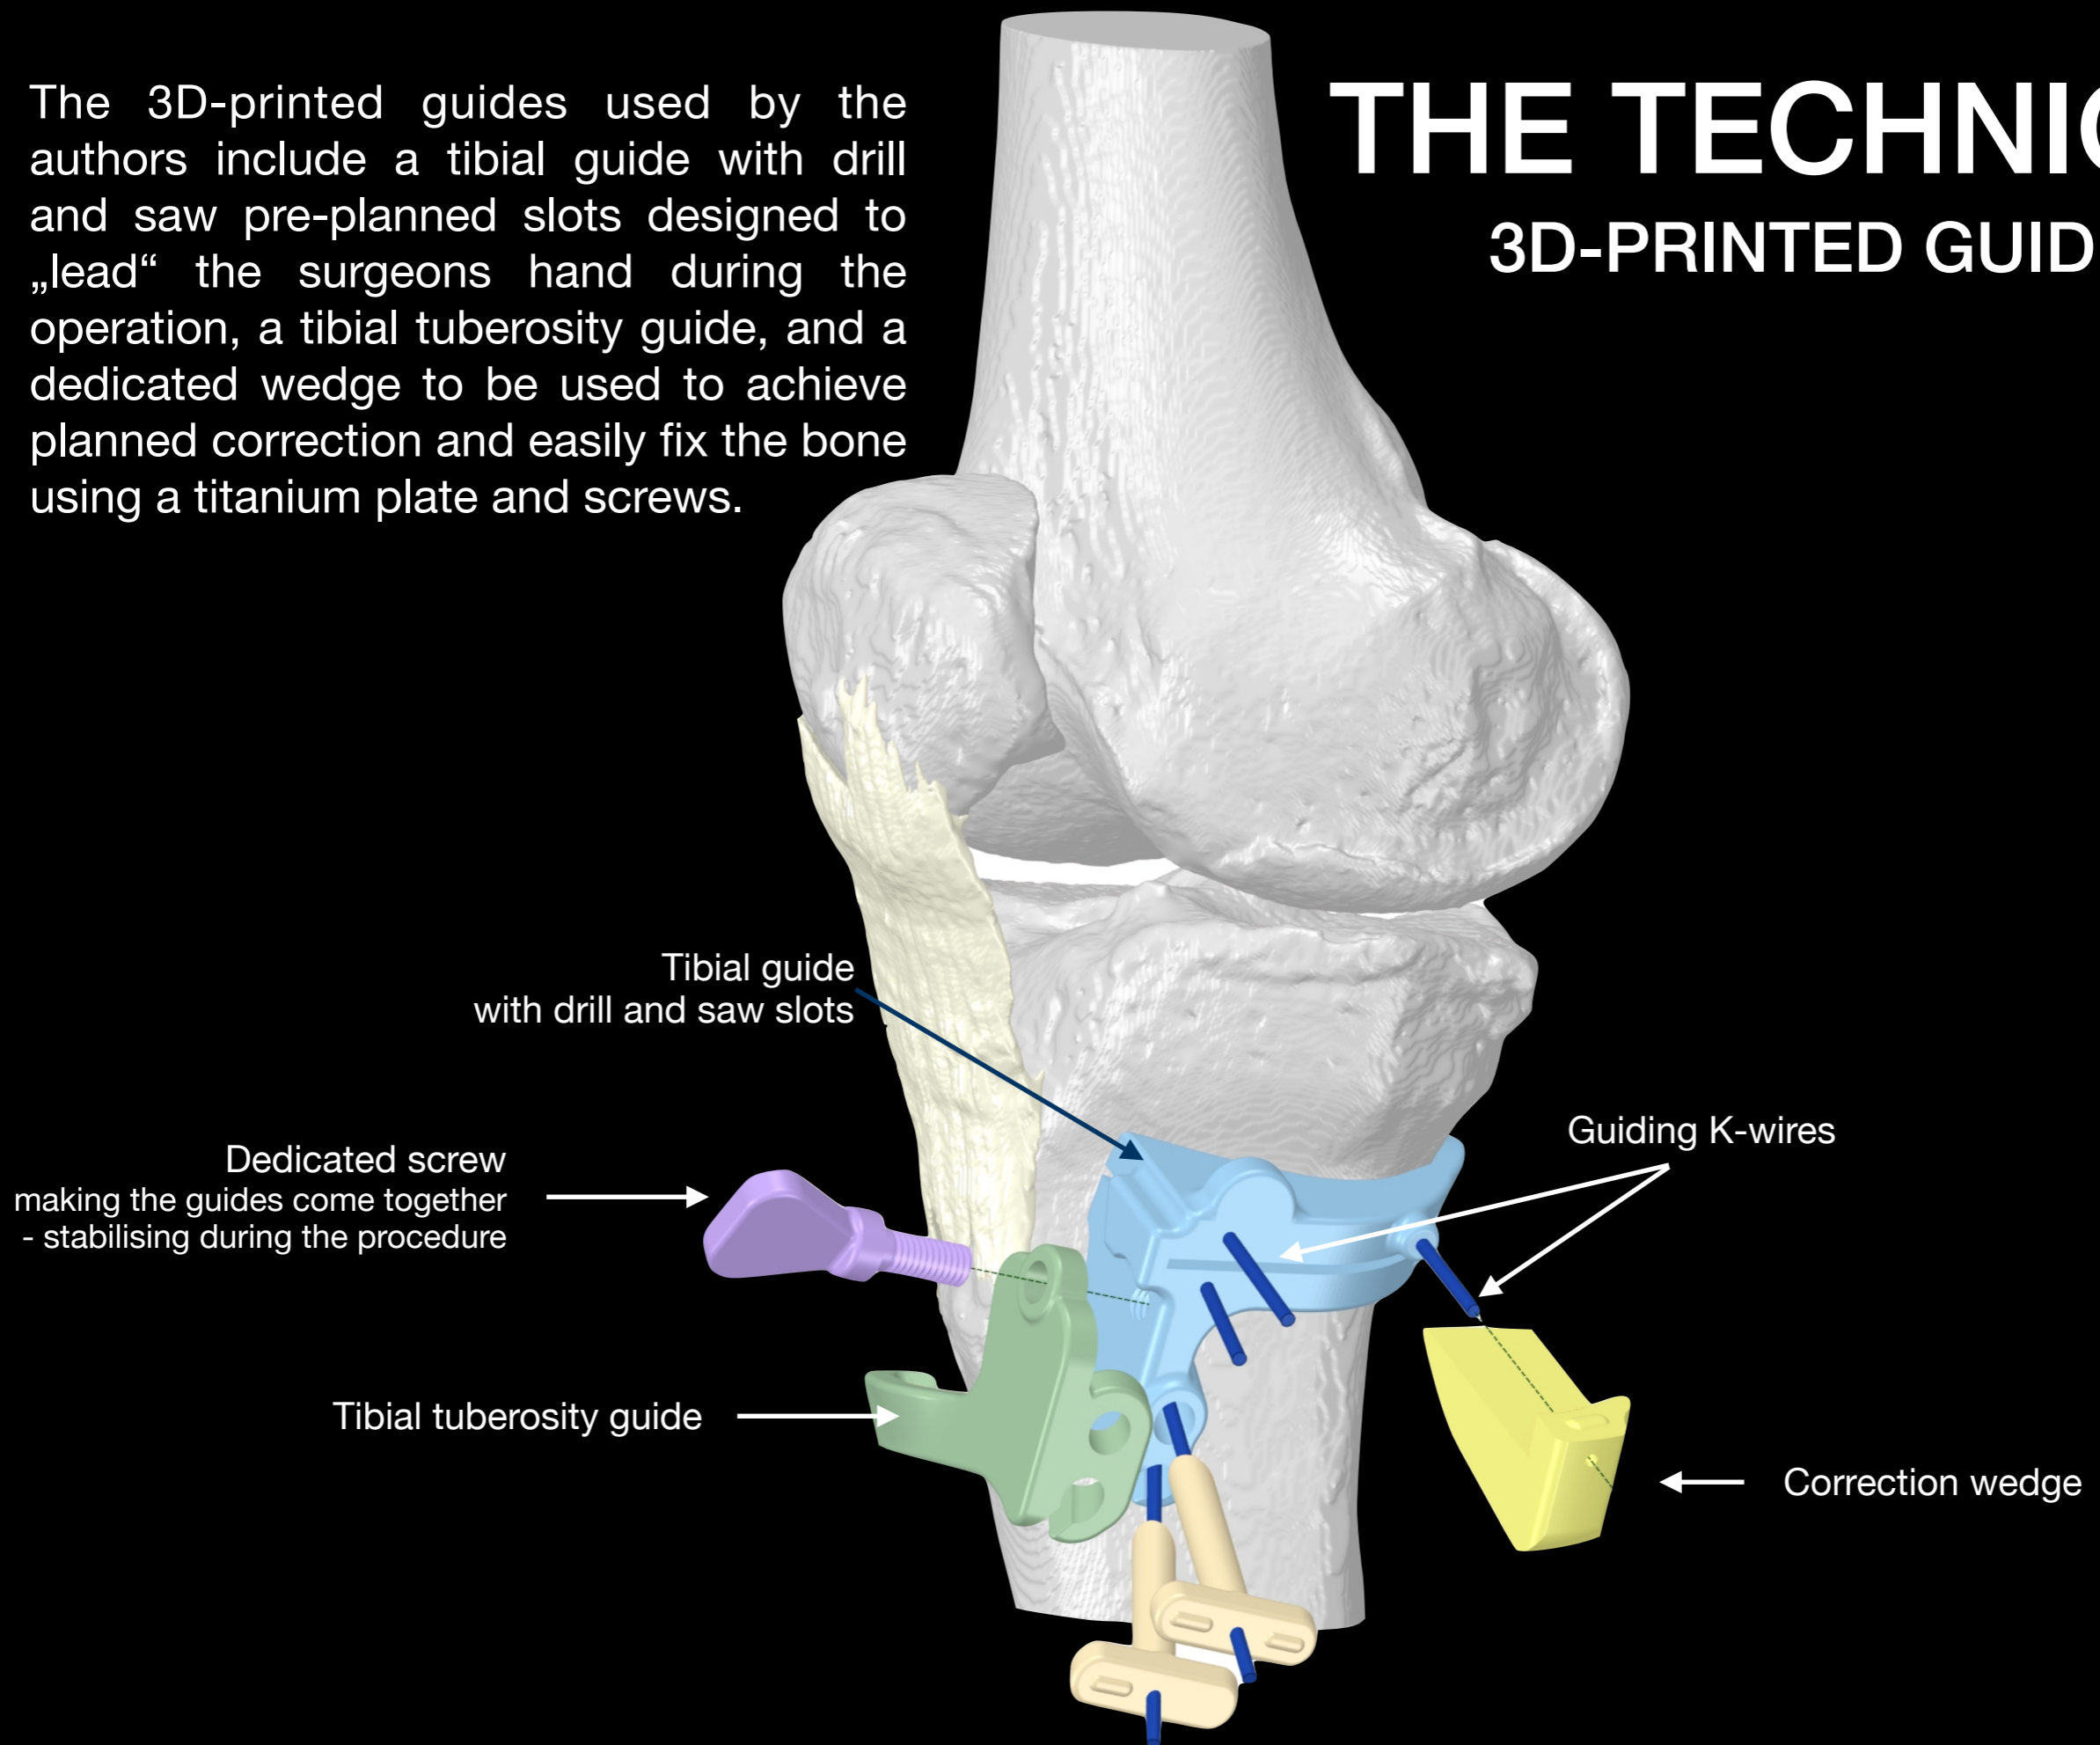 The 3D-printed guides used by the
authors include a tibial guide with drill
and saw pre-planned slots designed to
„lead“ the surgeons hand during the
operation, a tibial tuberosity guide, and a
dedicated wedge to be used to achieve
planned correction and easily fix the bone
using a titanium plate and screws.
THE TECHNIC
3D-PRINTED GUID
Tibial guide
with drill and saw slots
Guiding K-wires
Dedicated screw
making the guides come together
- stabilising during the procedure
Tibial tuberosity guide
Correction wedge